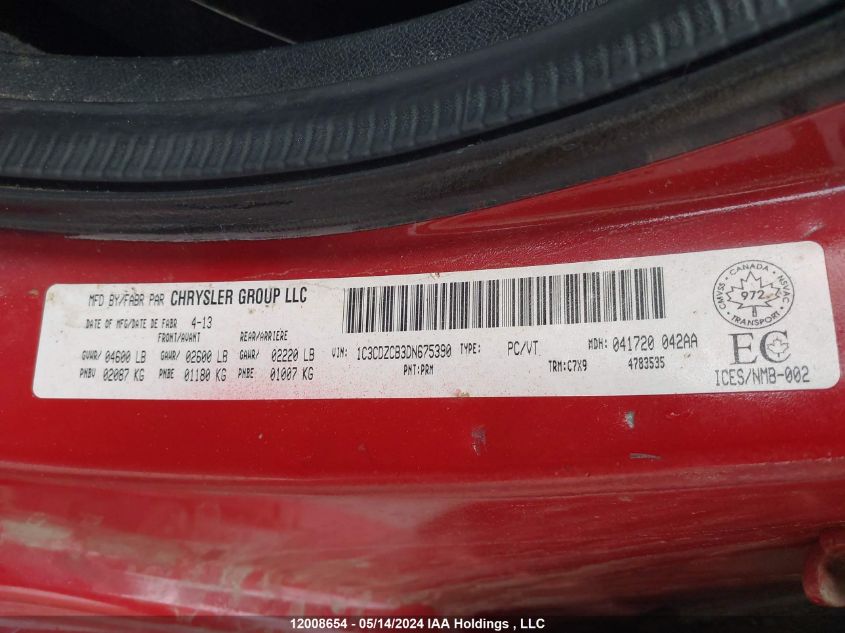 MFD BY/FABR PAR CHRYSLER GROUP LLC
DATE OF MFG/DATE DE FABR 4-13
FRONT/AVANT REAR/ARRIERE
GVWR/ 04600 LB GAWR/ 02600 LB GAWR/ 02220 LB
PNBV 02087 KG PNBE 01180 KG PNBE 01007 KG
VIN: 1C3CDZCB3DN675390 TYPE: PC/VT MDH: 041720 042AA
PNT:PRM TRM:C7X9 4783535
CMVSS - CANADA - NSVAC
972
TRANSPORT
EC
ICES/NMB-002
12008654 - 05/14/2024 IAA Holdings , LLC